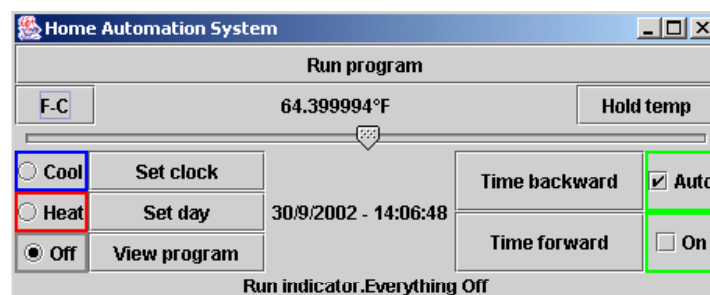 Home Automation System
Run program
F-C 64.399994°F Hold temp
Cool Set clock Time backward Auto
Heat Set day 30/9/2002 - 14:06:48
Off View program Time forward On
Run indicator.Everything Off